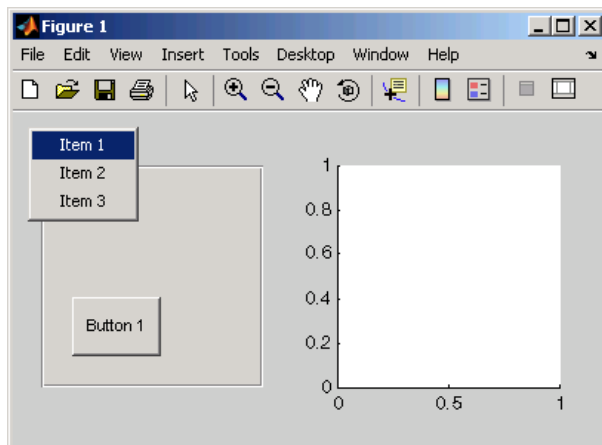 Figure 1
File Edit View Insert Tools Desktop Window Help
Item 1
Item 2
Item 3
Button 1
1
0.8
0.6
0.4
0.2
0
0 0.5 1